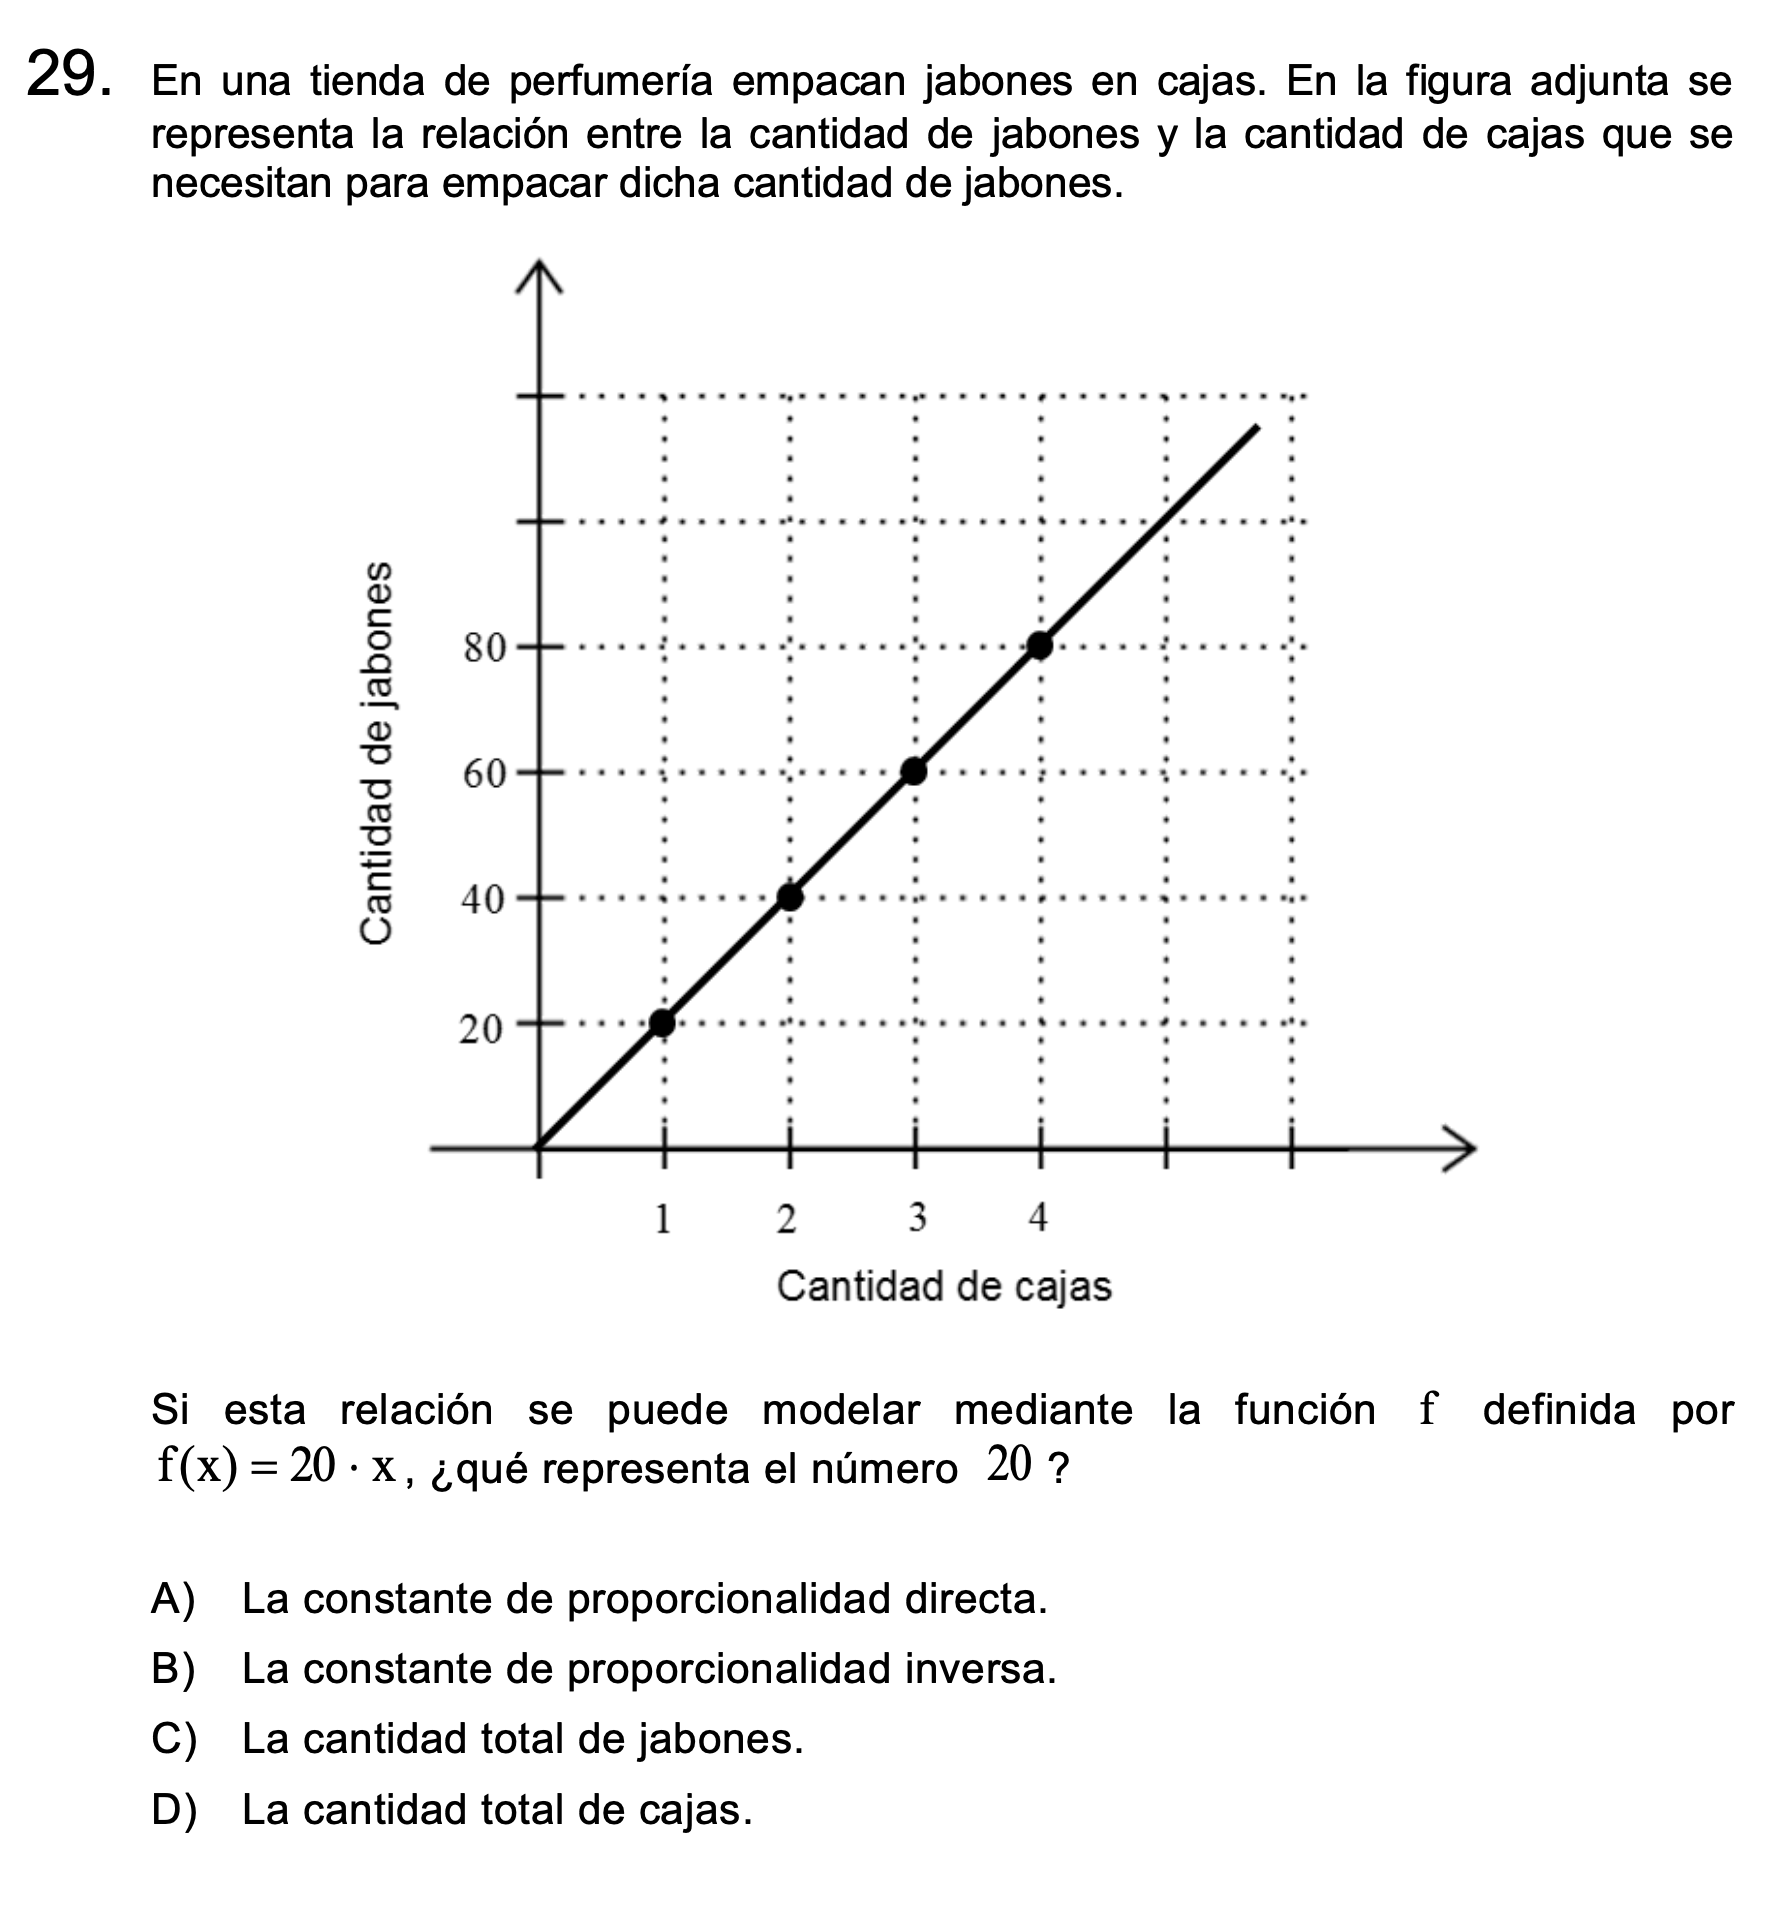 29. En una tienda de perfumería empacan jabones en cajas. En la figura adjunta se
representa la relación entre la cantidad de jabones y la cantidad de cajas que se
necesitan para empacar dicha cantidad de jabones.
Cantidad de jabones
80
60
40
20
1 2 3 4
Cantidad de cajas
Si esta relación se puede modelar mediante la función f definida por
f(x) = 20 · x, ¿qué representa el número 20 ?
A) La constante de proporcionalidad directa.
B) La constante de proporcionalidad inversa.
C) La cantidad total de jabones.
D) La cantidad total de cajas.